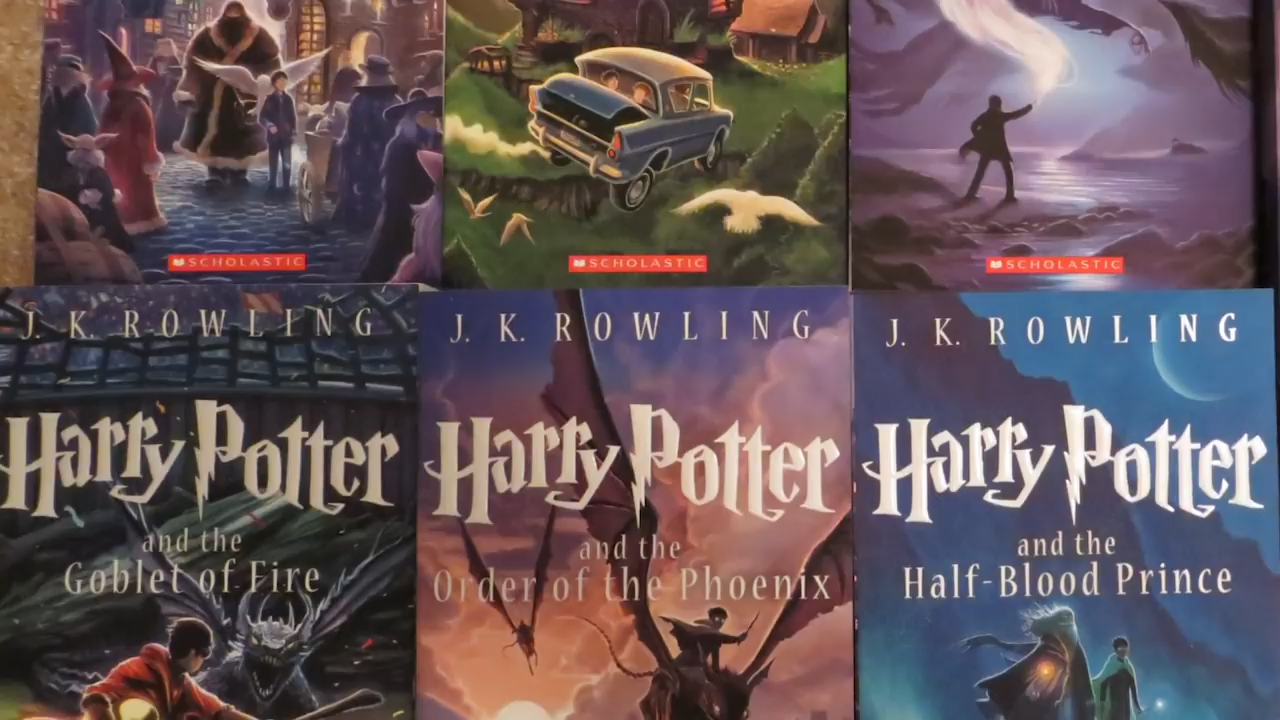 SCHOLASTIC
SCHOLASTIC
SCHOLASTIC
J. K. ROWLING
Harry Potter
and the
Goblet of Fire
J. K. ROWLING
Harry Potter
and the
Order of the Phoenix
J. K. ROWLING
Harry Potter
and the
Half-Blood Prince